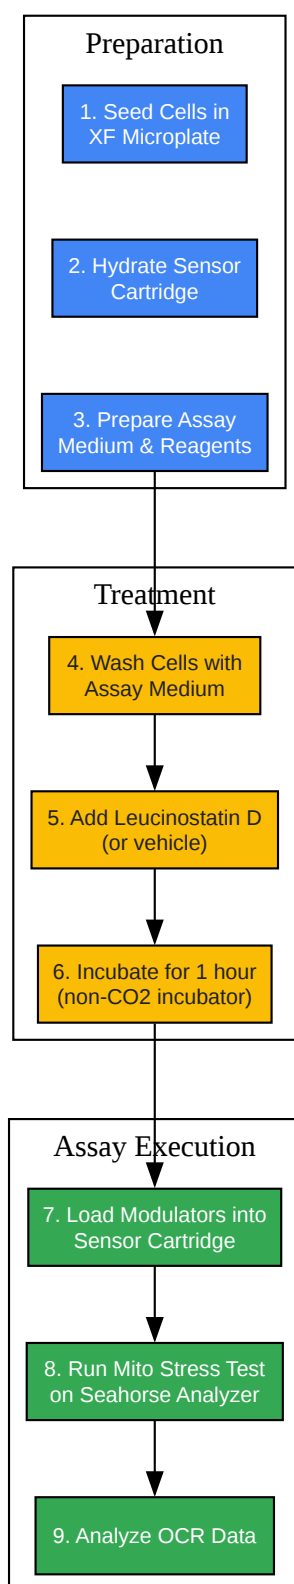 Preparation
1. Seed Cells in
XF Microplate
2. Hydrate Sensor
Cartridge
3. Prepare Assay
Medium & Reagents
Treatment
4. Wash Cells with
Assay Medium
5. Add Leucinostatin D
(or vehicle)
6. Incubate for 1 hour
(non-CO2 incubator)
Assay Execution
7. Load Modulators into
Sensor Cartridge
8. Run Mito Stress Test
on Seahorse Analyzer
9. Analyze OCR Data